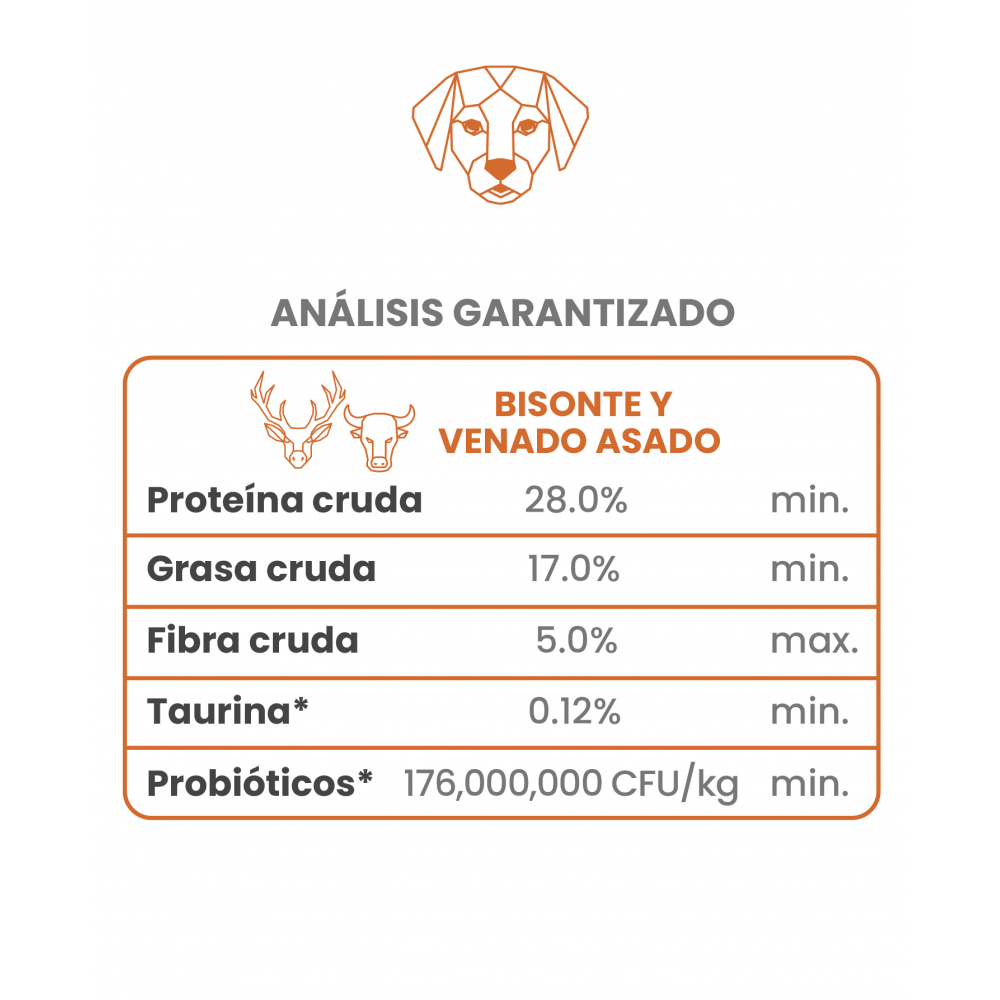 ANÁLISIS GARANTIZADO
BISONTE Y
VENADO ASADO
Proteína cruda 28.0% min.
Grasa cruda 17.0% min.
Fibra cruda 5.0% max.
Taurina* 0.12% min.
Probióticos* 176,000,000 CFU/kg min.